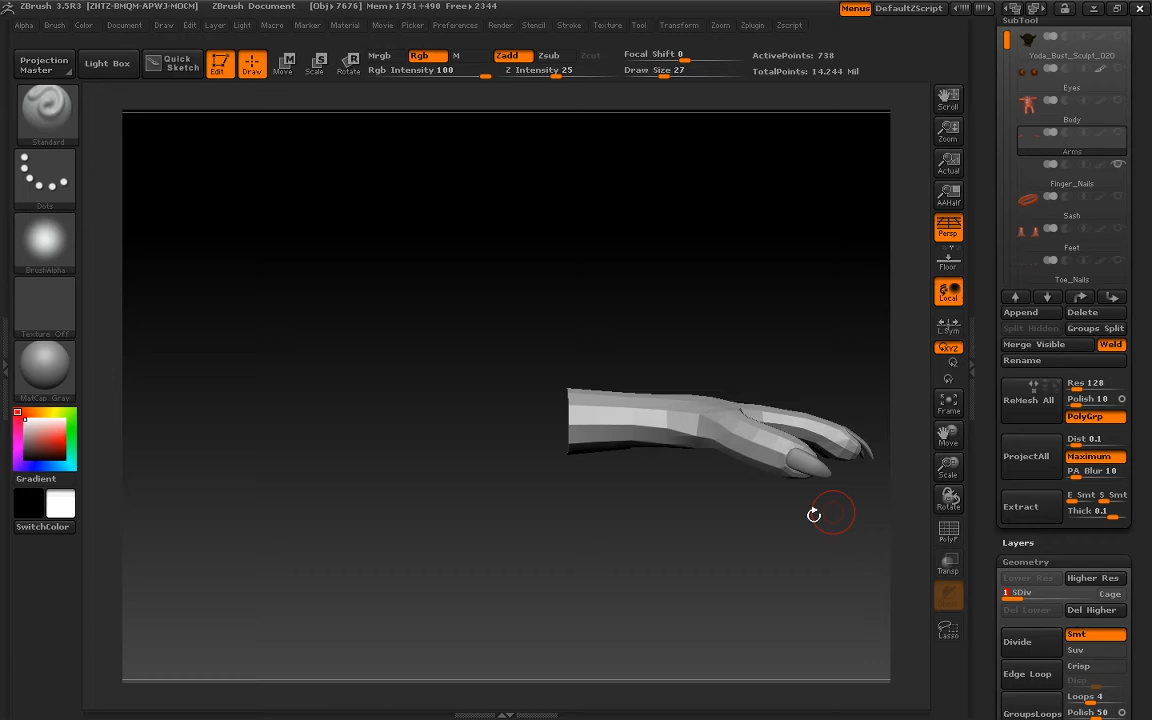 ZBrush 3.5R3 [ZHTZ-BMQM-APWJ-MOCM] ZBrush Document [Obj>7676] Mem>1751+490 Free>2344
Menus DefaultZScript
Alpha Brush Color Document Draw Edit Layer Light Macro Marker Material Movie Picker Preferences Render Stencil Stroke Texture Tool Transform Zoom Zplugin Zscript
Projection Master
Light Box
Quick Sketch
Edit
Draw
Move
Scale
Rotate
Mrgb Rgb M
Rgb Intensity 100
Zadd Zsub Zcut
Z Intensity 25
Focal Shift 0
Draw Size 27
ActivePoints: 738
TotalPoints: 14.244 Mil
Standard
Dots
BrushAlpha
Texture Off
MatCap Gray
Gradient
SwitchColor
Scroll
Zoom
Actual
AAHalf
Persp
Floor
Local
L.Sym
XYZ
Frame
Move
Scale
Rotate
PolyF
Transp
Lasso
SubTool
Yoda_Bust_Sculpt_020
Eyes
Body
Arms
Finger_Nails
Sash
Feet
Toe_Nails
Append Delete
Split Hidden Groups Split
Merge Visible Weld
Rename
ReMesh All
Res 128
Polish 10
PolyGrp
ProjectAll
Dist 0.1
Maximum
PA Blur 10
Extract
E Smt S Smt
Thick 0.1
Layers
Geometry
Lower Res Higher Res
1 SDiv Cage
Del Lower Del Higher
Divide
Smt
Suv
Edge Loop
Crisp
Disp
Loops 4
GroupsLoops Polish 50